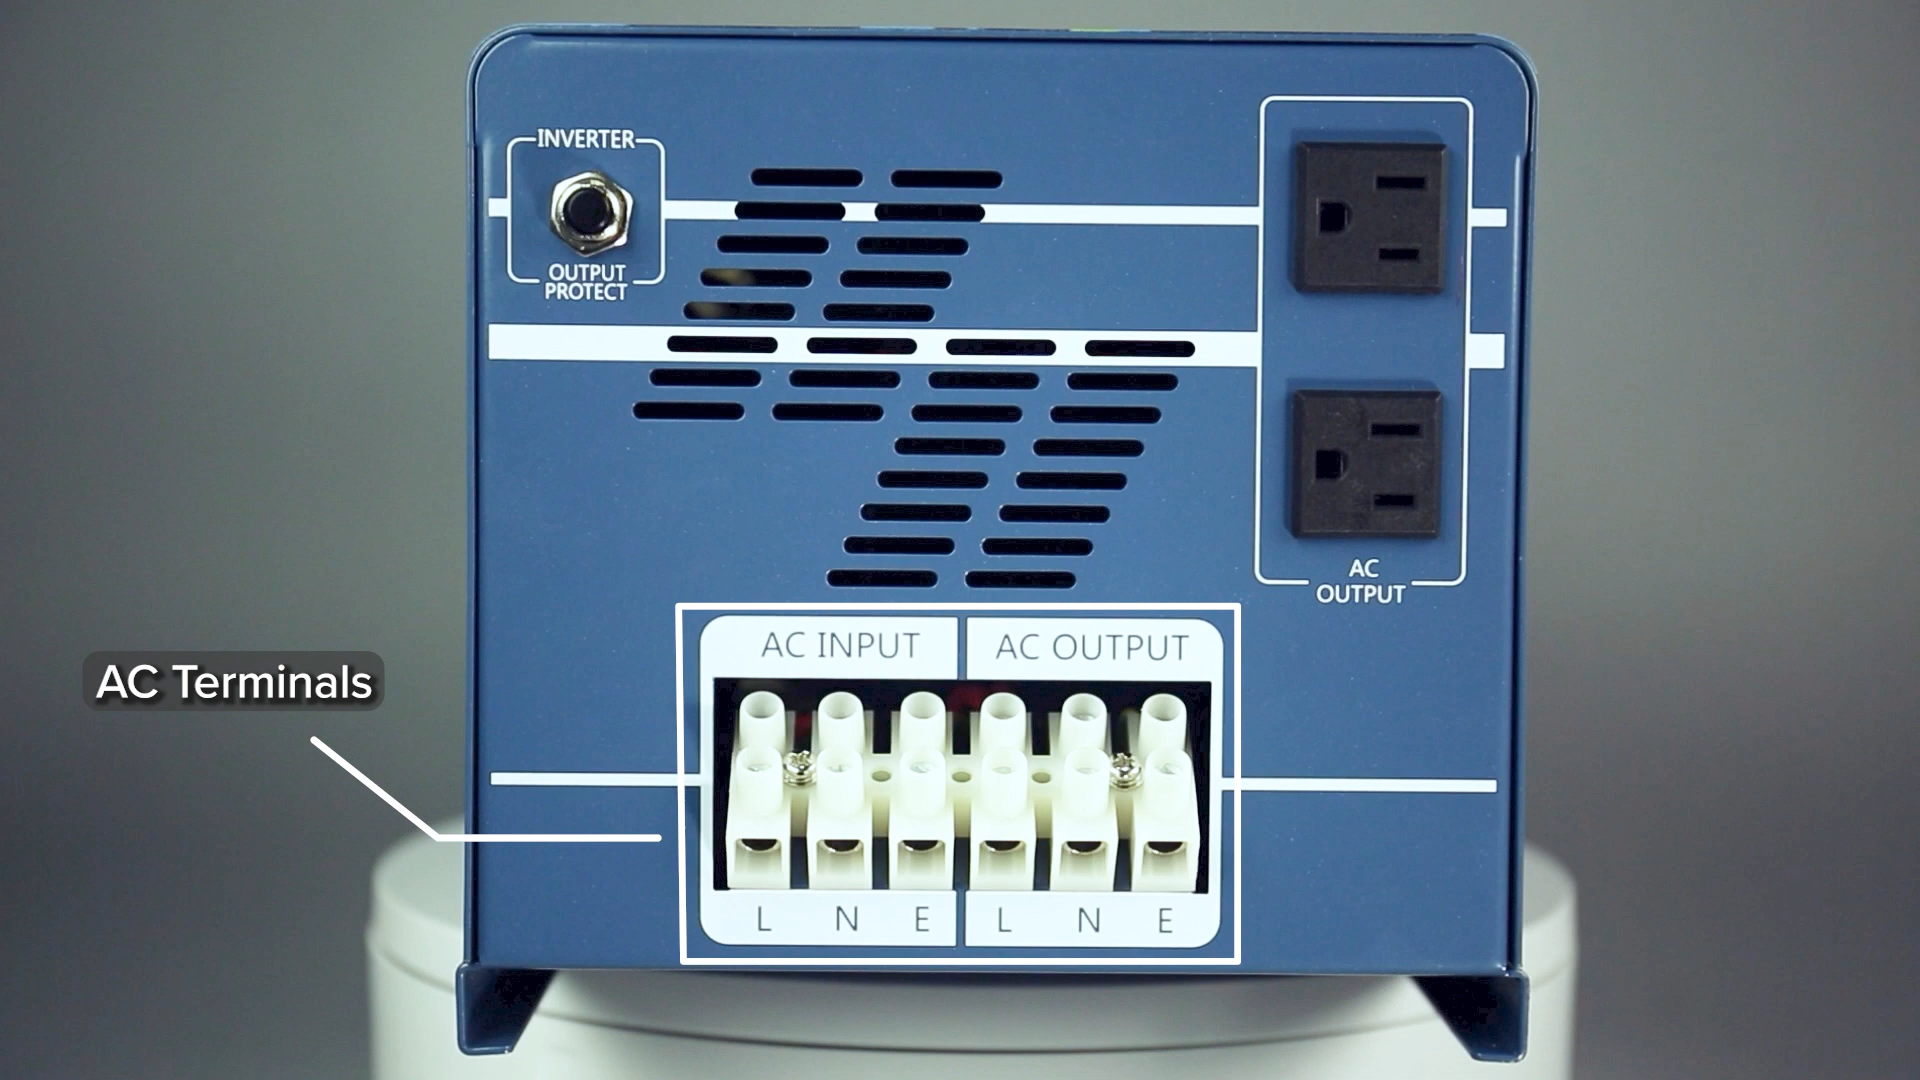 INVERTER
OUTPUT
PROTECT
AC
OUTPUT
AC INPUT
AC OUTPUT
AC Terminals
L N E L N E